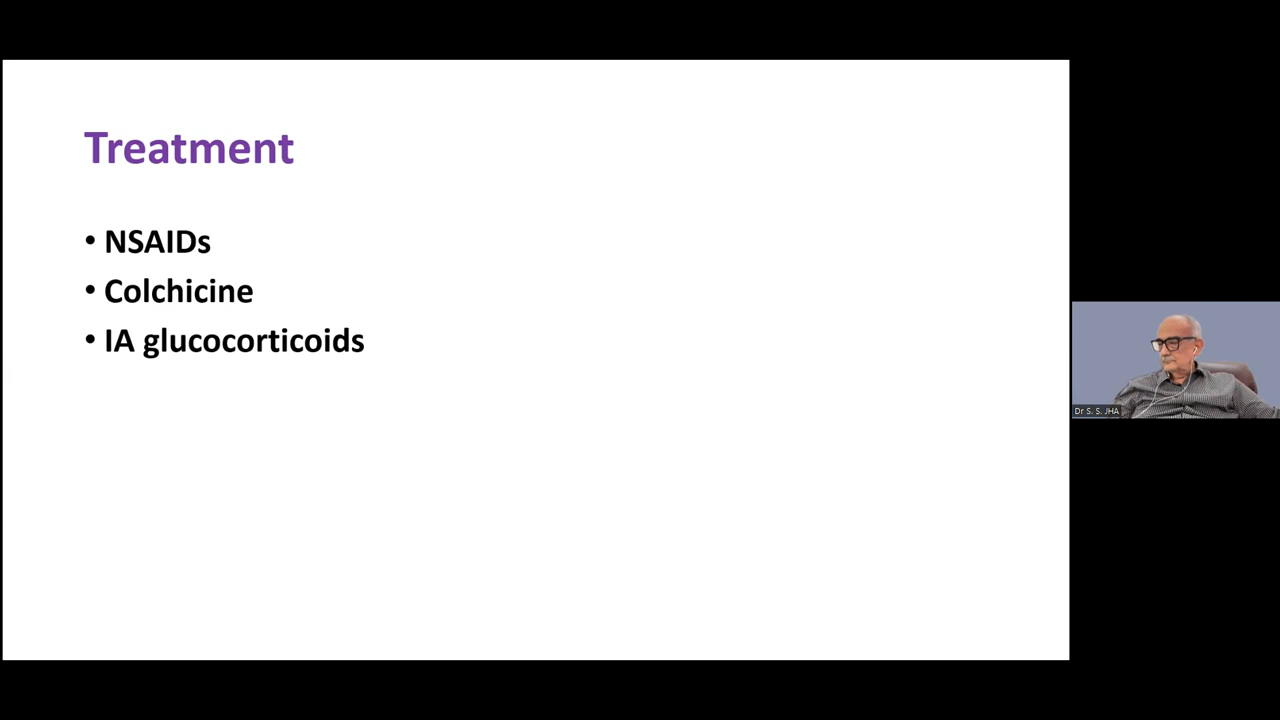 Treatment
• NSAIDs
• Colchicine
• IA glucocorticoids
Dr S. S. JHA